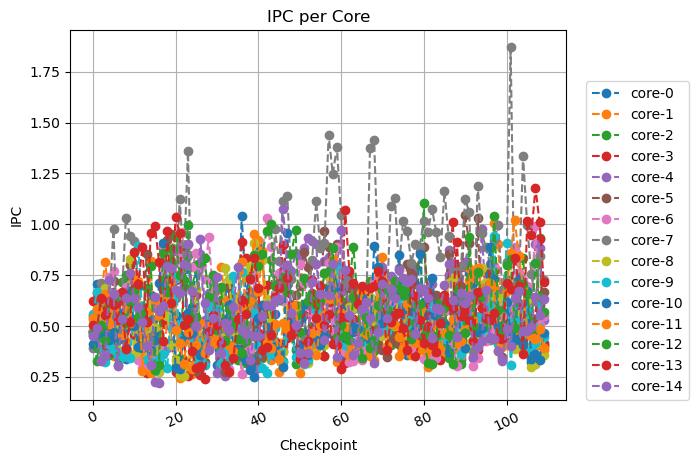 IPC per Core
IPC
1.75
1.50
1.25
1.00
0.75
0.50
0.25
0
20
40
60
80
100
Checkpoint
core-0
core-1
core-2
core-3
core-4
core-5
core-6
core-7
core-8
core-9
core-10
core-11
core-12
core-13
core-14